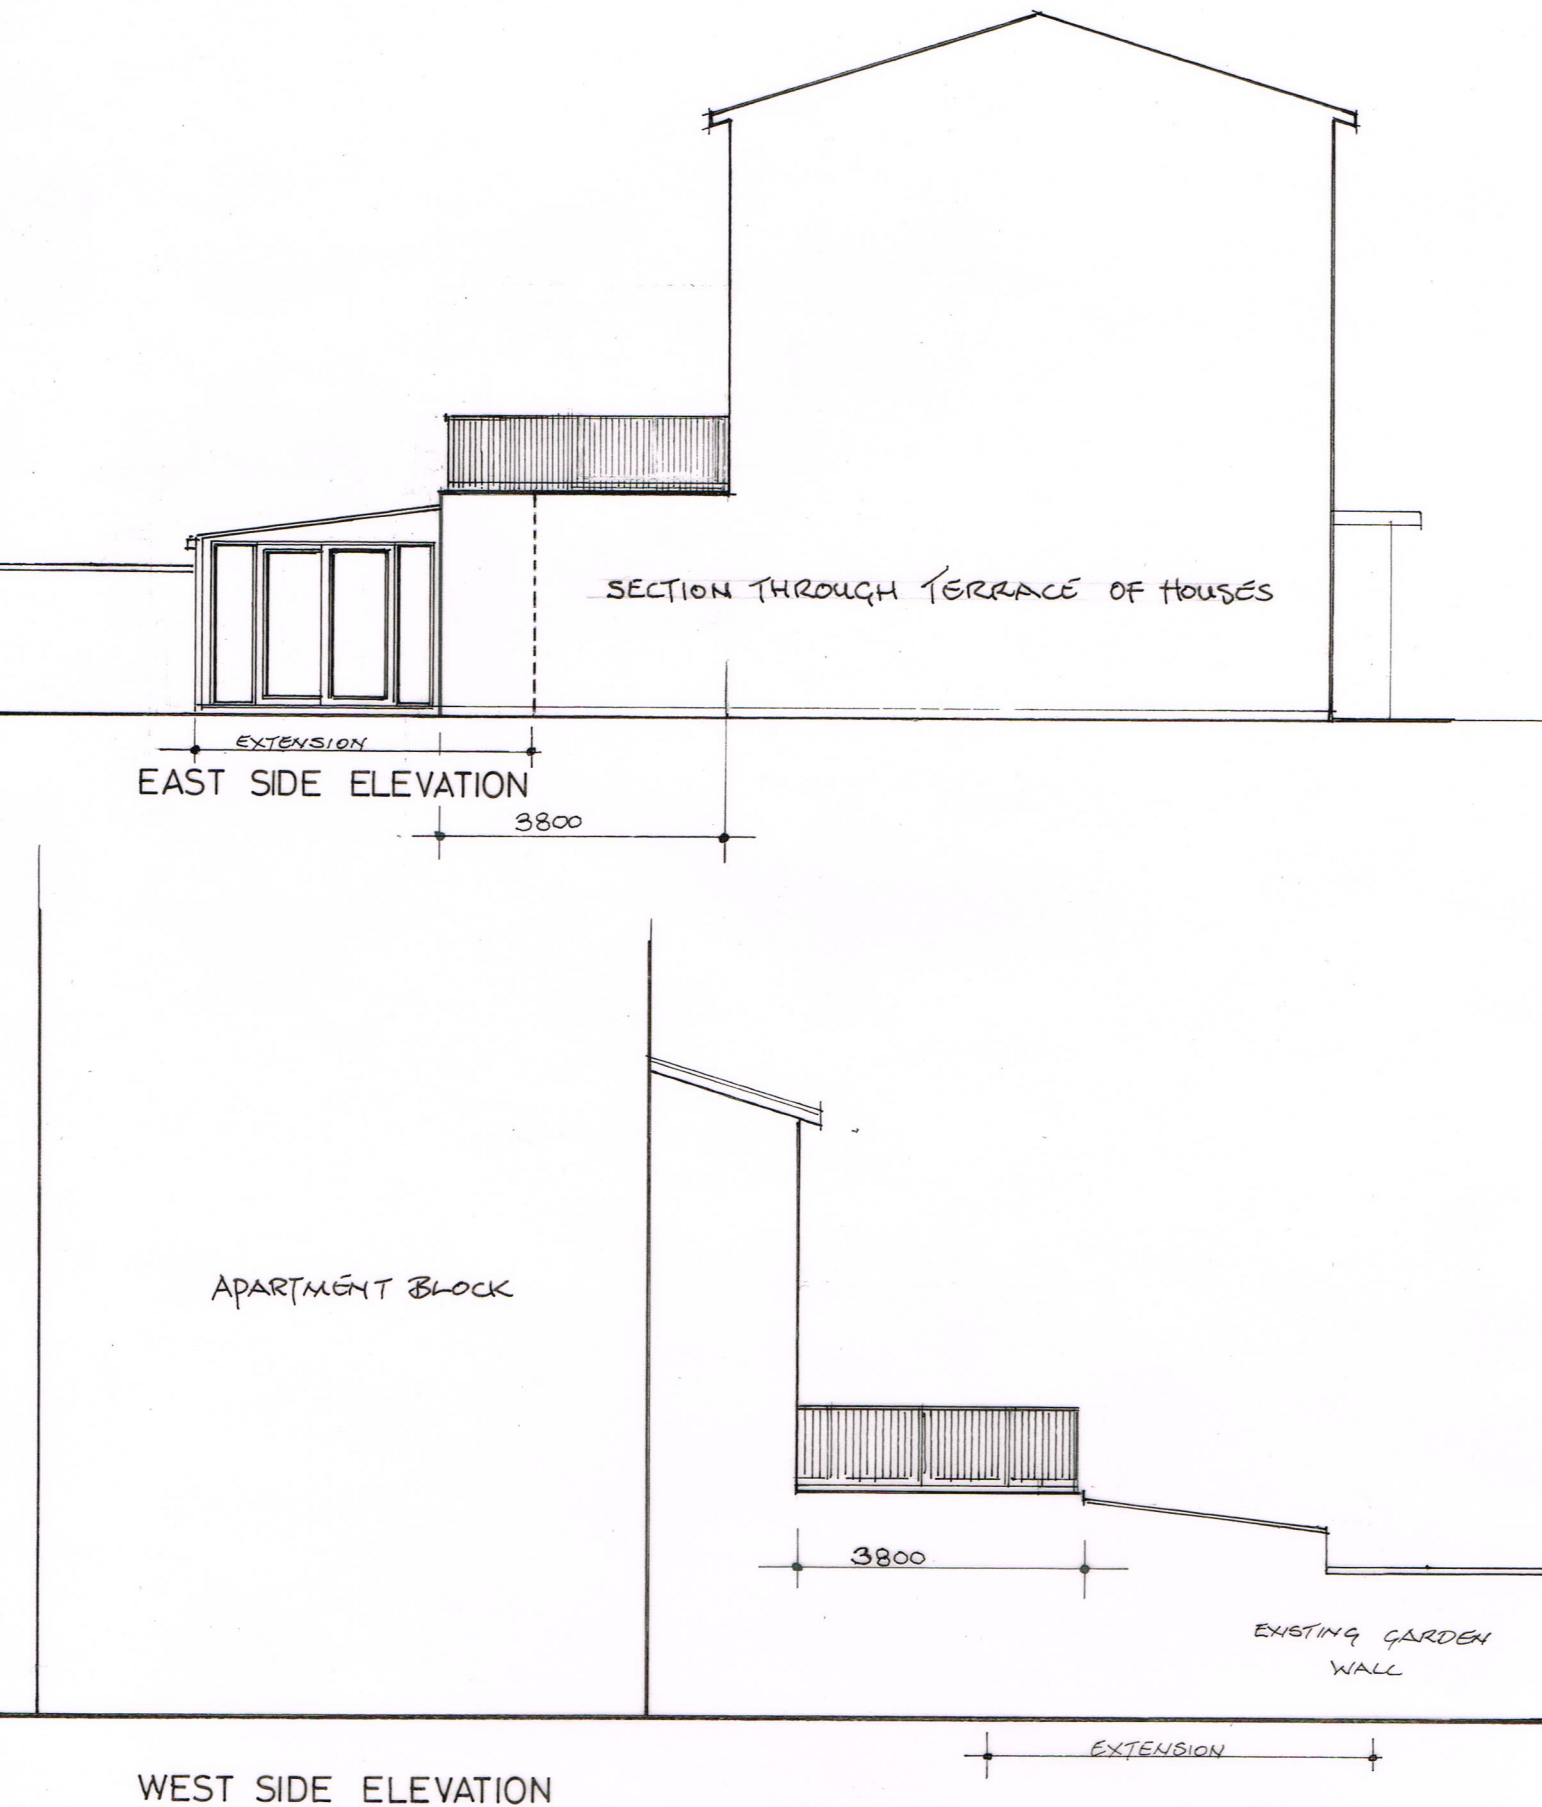 SECTION THROUGH TERRACE OF HOUSES
EXTENSION
EAST SIDE ELEVATION
3800
APARTMENT BLOCK
3800
EXISTING GARDEN
WALL
EXTENSION
WEST SIDE ELEVATION